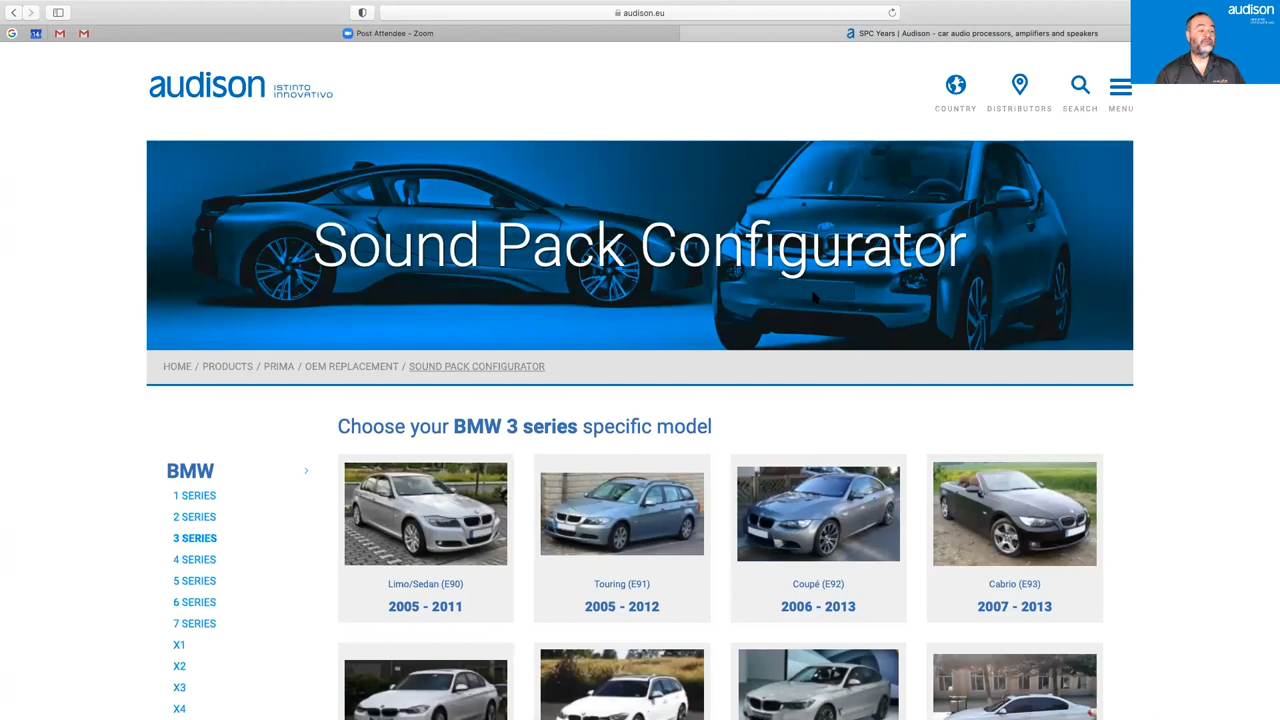 audison.eu
Post Attendee - Zoom
SPC Years | Audison - car audio processors, amplifiers and speakers
audison
audison ISTINTO INNOVATIVO
COUNTRY DISTRIBUTORS SEARCH MENU
Sound Pack Configurator
HOME / PRODUCTS / PRIMA / OEM REPLACEMENT / SOUND PACK CONFIGURATOR
Choose your BMW 3 series specific model
BMW
1 SERIES
2 SERIES
3 SERIES
4 SERIES
5 SERIES
6 SERIES
7 SERIES
X1
X2
X3
X4
Limo/Sedan (E90)
2005 - 2011
Touring (E91)
2005 - 2012
Coupé (E92)
2006 - 2013
Cabrio (E93)
2007 - 2013